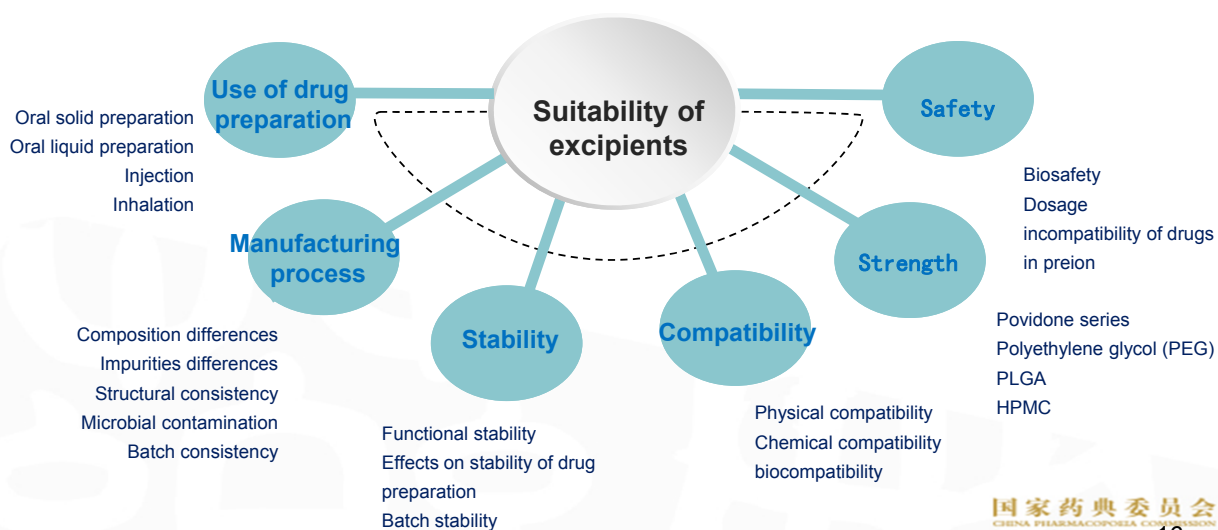 Suitability of
excipients
Use of drug
preparation
Oral solid preparation
Oral liquid preparation
Injection
Inhalation
Manufacturing
process
Composition differences
Impurities differences
Structural consistency
Microbial contamination
Batch consistency
Stability
Functional stability
Effects on stability of drug
preparation
Batch stability
Compatibility
Physical compatibility
Chemical compatibility
biocompatibility
Strength
Povidone series
Polyethylene glycol (PEG)
PLGA
HPMC
Safety
Biosafety
Dosage
incompatibility of drugs
in preion
国家药典委员会
CHINA PHARMACOPOEIA COMMISSION